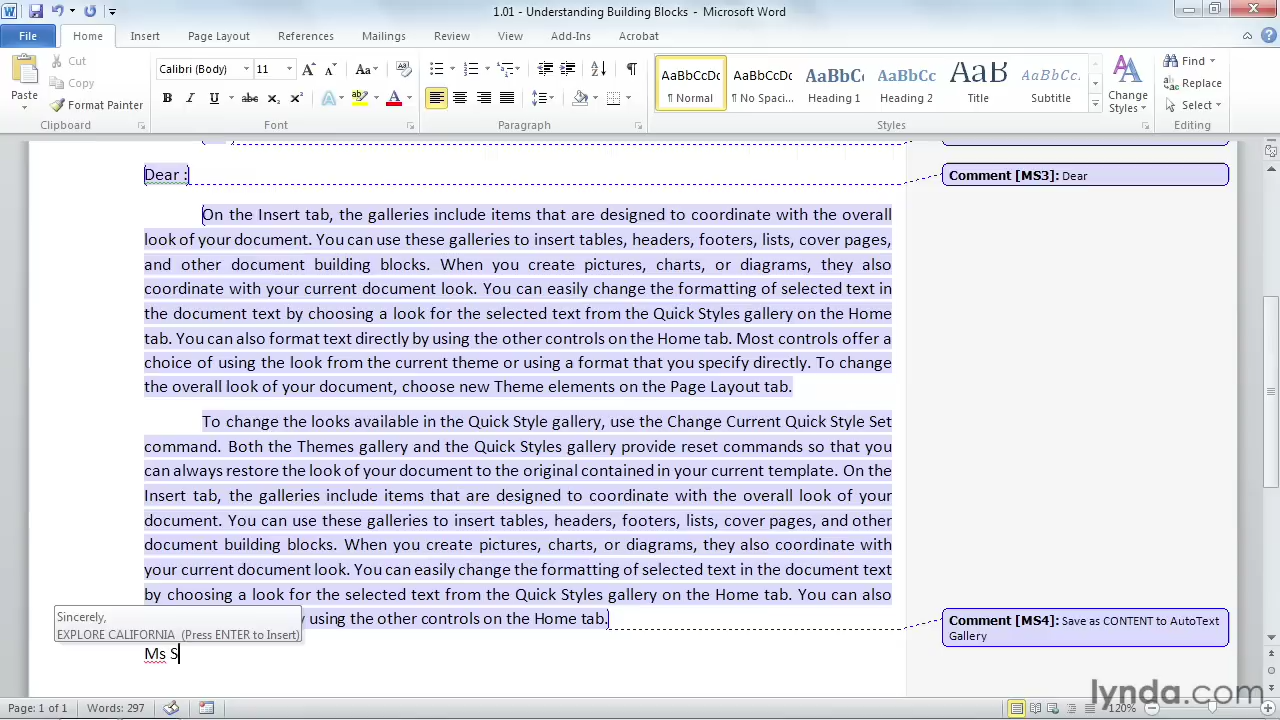 1.01 - Understanding Building Blocks - Microsoft Word
File Home Insert Page Layout References Mailings Review View Add-Ins Acrobat
Paste
Cut
Copy
Format Painter
Clipboard
Calibri (Body) 11
Font
Paragraph
AaBbCcDc AaBbCcDc AaBbCc AaBbCc AaB AaBbCcI
¶ Normal ¶ No Spaci... Heading 1 Heading 2 Title Subtitle
Change
Styles
Styles
Find
Replace
Select
Editing
Dear :
Comment [MS3]: Dear
On the Insert tab, the galleries include items that are designed to coordinate with the overall
look of your document. You can use these galleries to insert tables, headers, footers, lists, cover pages,
and other document building blocks. When you create pictures, charts, or diagrams, they also
coordinate with your current document look. You can easily change the formatting of selected text in
the document text by choosing a look for the selected text from the Quick Styles gallery on the Home
tab. You can also format text directly by using the other controls on the Home tab. Most controls offer a
choice of using the look from the current theme or using a format that you specify directly. To change
the overall look of your document, choose new Theme elements on the Page Layout tab.
To change the looks available in the Quick Style gallery, use the Change Current Quick Style Set
command. Both the Themes gallery and the Quick Styles gallery provide reset commands so that you
can always restore the look of your document to the original contained in your current template. On the
Insert tab, the galleries include items that are designed to coordinate with the overall look of your
document. You can use these galleries to insert tables, headers, footers, lists, cover pages, and other
document building blocks. When you create pictures, charts, or diagrams, they also coordinate with
your current document look. You can easily change the formatting of selected text in the document text
by choosing a look for the selected text from the Quick Styles gallery on the Home tab. You can also
using the other controls on the Home tab.
Sincerely,
EXPLORE CALIFORNIA (Press ENTER to Insert)
Comment [MS4]: Save as CONTENT to AutoText
Gallery
Ms S
lynda.com
Page: 1 of 1 Words: 297 120%